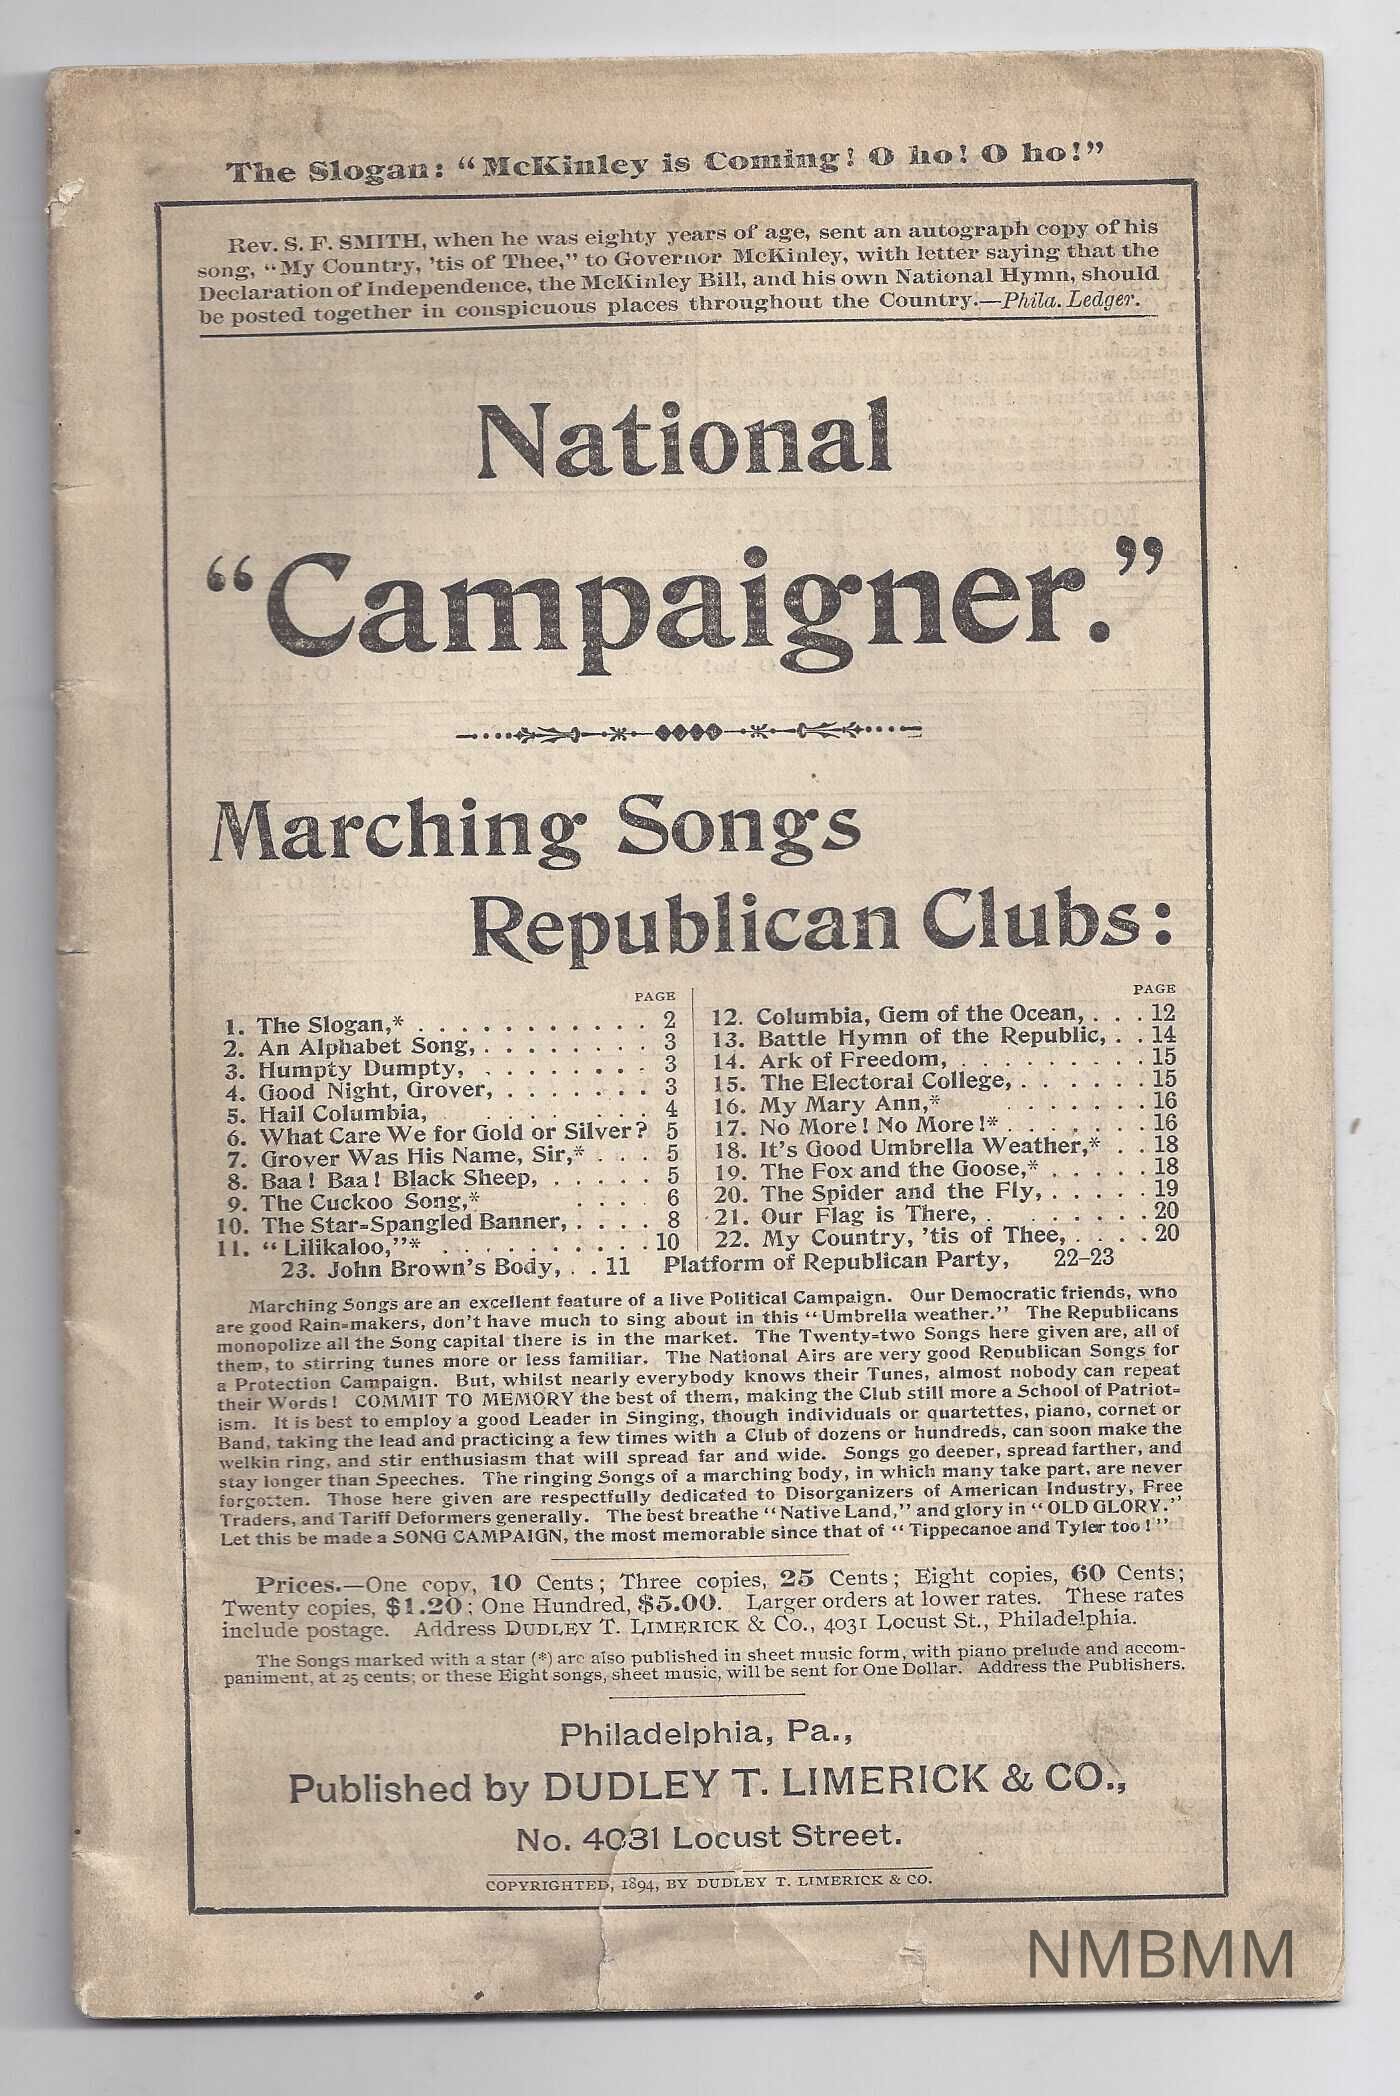 The Slogan: “McKinley is Coming! O ho! O ho!”
Rev. S. F. SMITH, when he was eighty years of age, sent an autograph copy of his
song, “My Country, ’tis of Thee,” to Governor McKinley, with letter saying that the
Declaration of Independence, the McKinley Bill, and his own National Hymn, should
be posted together in conspicuous places throughout the Country.—Phila. Ledger.
National
“Campaigner.”
Marching Songs
Republican Clubs:
PAGE
1. The Slogan,* . . . . . . . . . . . . 2
2. An Alphabet Song, . . . . . . . . . 3
3. Humpty Dumpty, . . . . . . . . . 3
4. Good Night, Grover, . . . . . . . 3
5. Hail Columbia, . . . . . . . . . 4
6. What Care We for Gold or Silver? 5
7. Grover Was His Name, Sir,* . . . 5
8. Baa! Baa! Black Sheep, . . . . . 5
9. The Cuckoo Song,* . . . . 6
10. The Star-Spangled Banner, . . . . 8
11. “Lilikaloo,”* . . . . . . . . . . 10
PAGE
12. Columbia, Gem of the Ocean, . . . 12
13. Battle Hymn of the Republic, . . 14
14. Ark of Freedom, . . . . . . . . . 15
15. The Electoral College, . . . . . . 15
16. My Mary Ann,* . . . . . . . 16
17. No More! No More!* . . . . . . . 16
18. It’s Good Umbrella Weather,* . . 18
19. The Fox and the Goose,* . . . . . 18
20. The Spider and the Fly, . . . . . 19
21. Our Flag is There, . . . . . . . . 20
22. My Country, ’tis of Thee, . . . . 20
23. John Brown’s Body, . . 11 Platform of Republican Party, 22-23
Marching Songs are an excellent feature of a live Political Campaign. Our Democratic friends, who
are good Rain-makers, don’t have much to sing about in this “Umbrella weather.” The Republicans
monopolize all the Song capital there is in the market. The Twenty-two Songs here given are, all of
them, to stirring tunes more or less familiar. The National Airs are very good Republican Songs for
a Protection Campaign. But, whilst nearly everybody knows their Tunes, almost nobody can repeat
their Words! COMMIT TO MEMORY the best of them, making the Club still more a School of Patriot-
ism. It is best to employ a good Leader in Singing, though individuals or quartettes, piano, cornet or
Band, taking the lead and practicing a few times with a Club of dozens or hundreds, can soon make the
welkin ring, and stir enthusiasm that will spread far and wide. Songs go deeper, spread farther, and
stay longer than Speeches. The ringing Songs of a marching body, in which many take part, are never
forgotten. Those here given are respectfully dedicated to Disorganizers of American Industry, Free
Traders, and Tariff Deformers generally. The best breathe “Native Land,” and glory in “OLD GLORY.”
Let this be made a SONG CAMPAIGN, the most memorable since that of “Tippecanoe and Tyler too!”
Prices.—One copy, 10 Cents; Three copies, 25 Cents; Eight copies, 60 Cents;
Twenty copies, $1.20; One Hundred, $5.00. Larger orders at lower rates. These rates
include postage. Address DUDLEY T. LIMERICK & CO., 4031 Locust St., Philadelphia.
The Songs marked with a star (*) are also published in sheet music form, with piano prelude and accom-
paniment, at 25 cents; or these Eight songs, sheet music, will be sent for One Dollar. Address the Publishers.
Philadelphia, Pa.,
Published by DUDLEY T. LIMERICK & CO.,
No. 4031 Locust Street.
COPYRIGHTED, 1894, BY DUDLEY T. LIMERICK & CO.
NMBMM